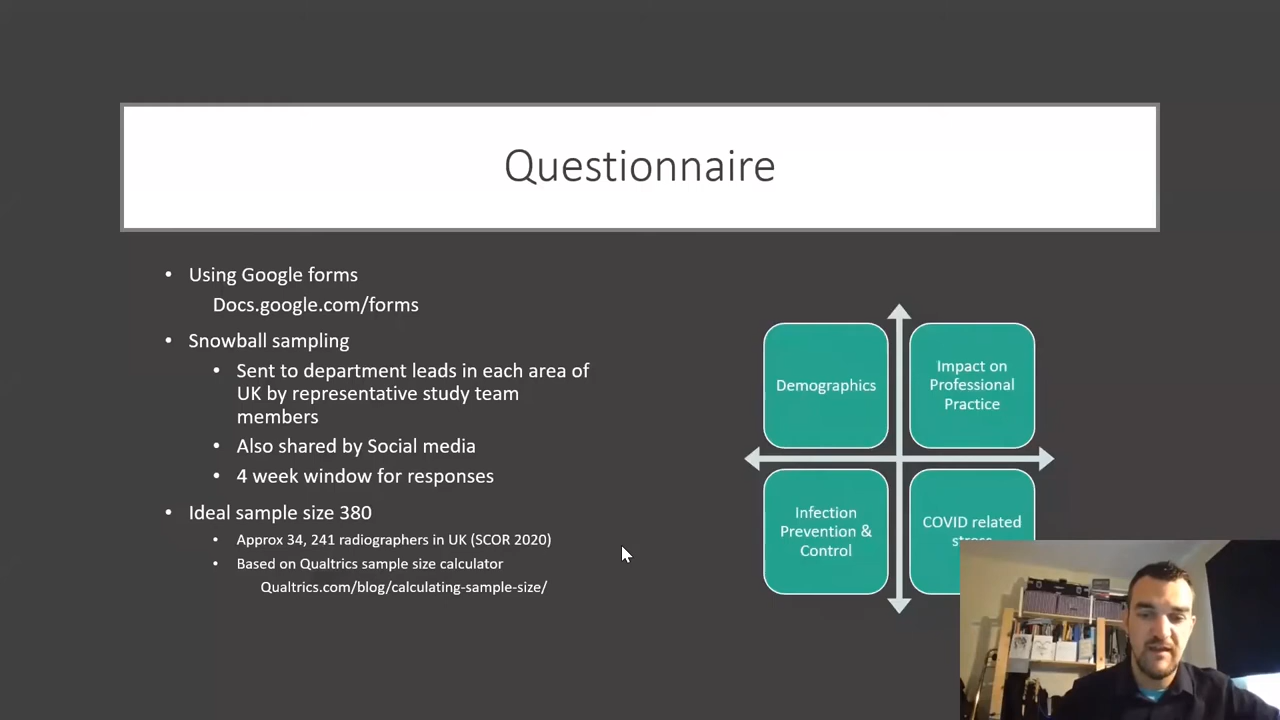 Questionnaire
Using Google forms
Docs.google.com/forms
Snowball sampling
Sent to department leads in each area of
UK by representative study team
members
Also shared by Social media
4 week window for responses
Ideal sample size 380
Approx 34, 241 radiographers in UK (SCOR 2020)
Based on Qualtrics sample size calculator
Qualtrics.com/blog/calculating-sample-size/
Demographics
Impact on
Professional
Practice
Infection
Prevention &
Control
COVID related
stress